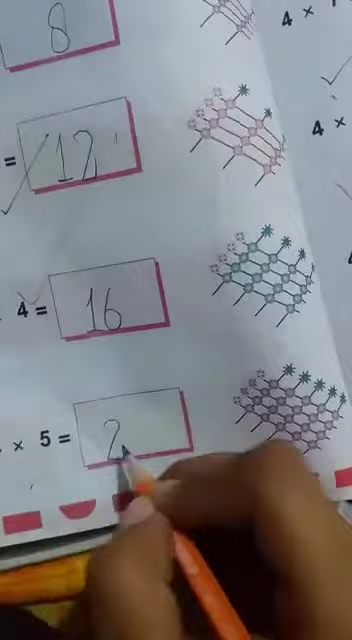 8
4 ×
= 12
4 ×
4 = 16
× 5 = 2